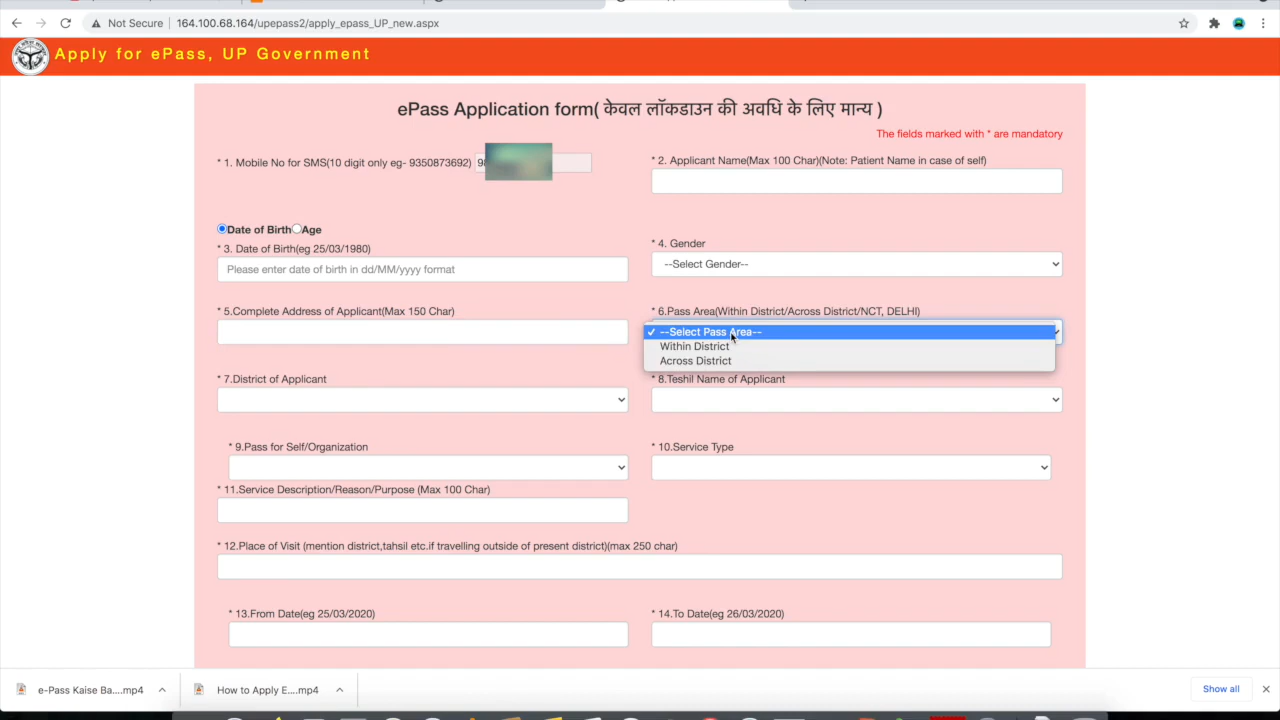 Not Secure 164.100.68.164/upepass2/apply_epass_UP_new.aspx
Apply for ePass, UP Government
ePass Application form( केवल लॉकडाउन की अवधि के लिए मान्य )
The fields marked with * are mandatory
* 1. Mobile No for SMS(10 digit only eg- 9350873692) 98
* 2. Applicant Name(Max 100 Char)(Note: Patient Name in case of self)
Date of Birth Age
* 3. Date of Birth(eg 25/03/1980)
* 4. Gender
Please enter date of birth in dd/MM/yyyy format
--Select Gender--
* 5.Complete Address of Applicant(Max 150 Char)
* 6.Pass Area(Within District/Across District/NCT, DELHI)
--Select Pass Area--
Within District
Across District
* 7.District of Applicant
* 8.Teshil Name of Applicant
* 9.Pass for Self/Organization
* 10.Service Type
* 11.Service Description/Reason/Purpose (Max 100 Char)
* 12.Place of Visit (mention district,tahsil etc.if travelling outside of present district)(max 250 char)
* 13.From Date(eg 25/03/2020)
* 14.To Date(eg 26/03/2020)
e-Pass Kaise Ba....mp4
How to Apply E....mp4
Show all